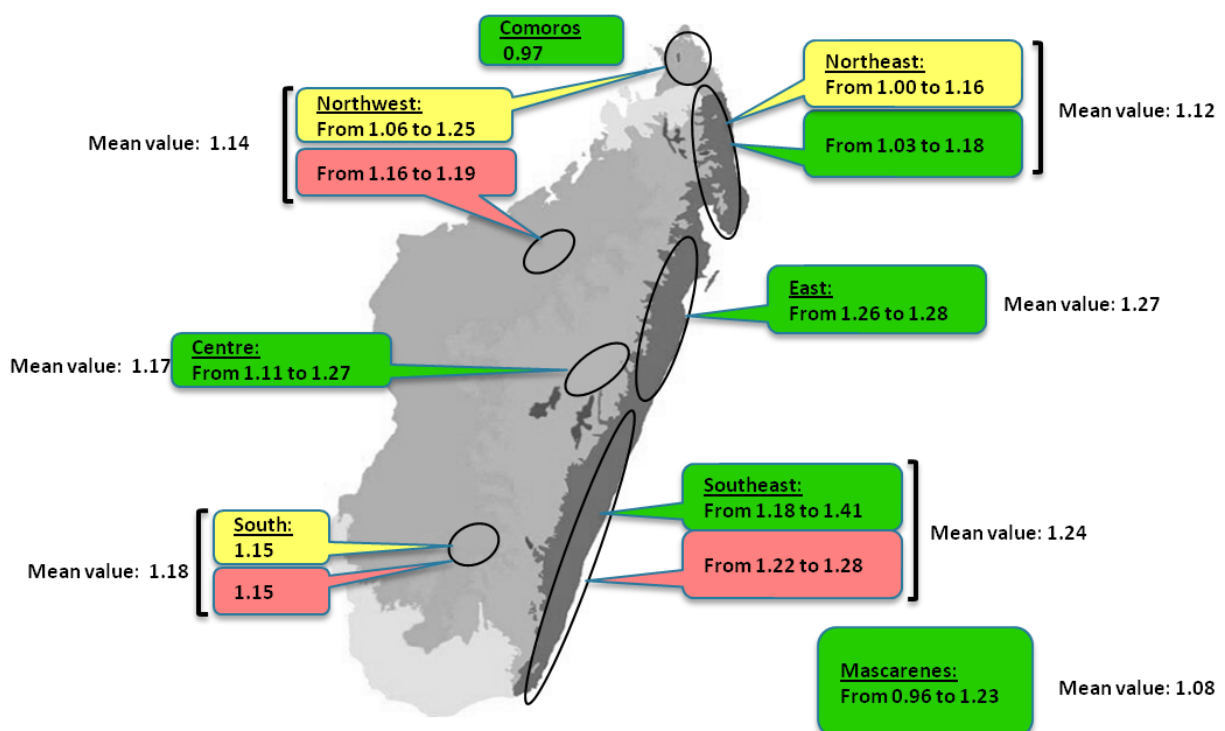 Comoros
0.97
Northeast:
From 1.00 to 1.16
From 1.03 to 1.18
Mean value: 1.12
Northwest:
From 1.06 to 1.25
From 1.16 to 1.19
Mean value: 1.14
East:
From 1.26 to 1.28
Mean value: 1.27
Centre:
From 1.11 to 1.27
Mean value: 1.17
Southeast:
From 1.18 to 1.41
From 1.22 to 1.28
Mean value: 1.24
South:
1.15
1.15
Mean value: 1.18
Mascarenes:
From 0.96 to 1.23
Mean value: 1.08